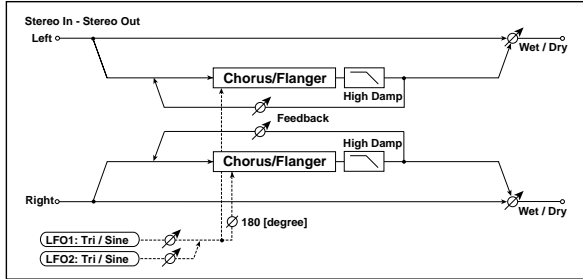 Stereo In - Stereo Out
Left
Wet / Dry
Chorus/Flanger
High Damp
Feedback
High Damp
Chorus/Flanger
Right
Wet / Dry
180 [degree]
LFO1: Tri / Sine
LFO2: Tri / Sine